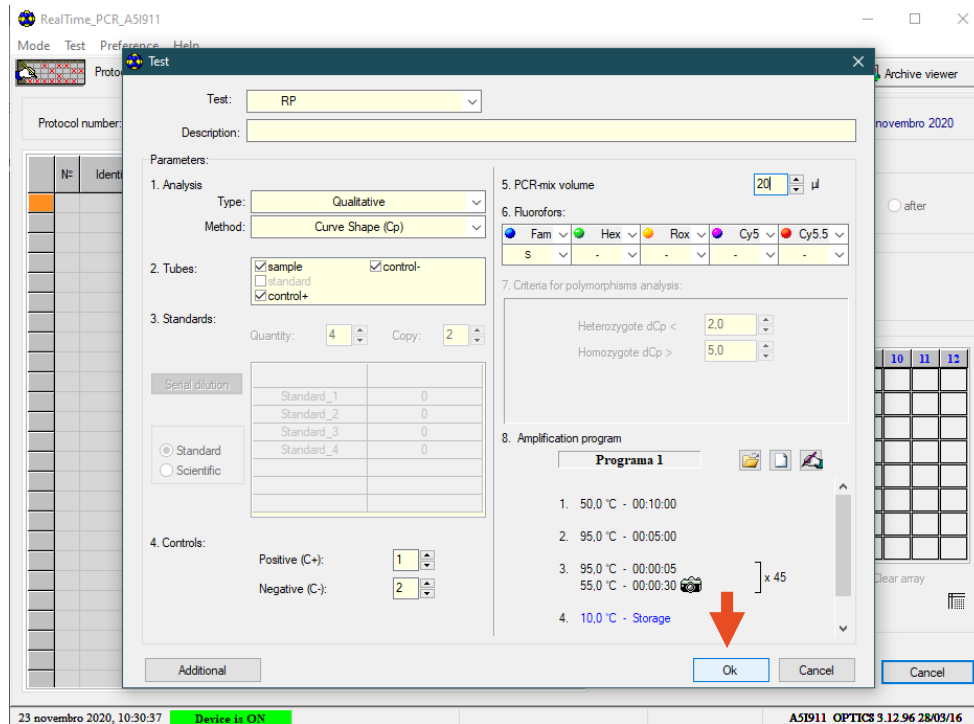 RealTime_PCR_A5I911
Mode Test Preference Help
Protoc
Archive viewer
Protocol number:
novembro 2020
Nº Identi
after
10 11 12
Clear array
Cancel
Test
Test: RP
Description:
Parameters:
1. Analysis
Type: Qualitative
Method: Curve Shape (Cp)
2. Tubes:
sample control-
standard
control+
3. Standards:
Quantity: 4 Copy: 2
Serial dilution
Standard_1 0
Standard_2 0
Standard_3 0
Standard_4 0
Standard
Scientific
4. Controls:
Positive (C+): 1
Negative (C-): 2
5. PCR-mix volume 20 µl
6. Fluorofors:
Fam Hex Rox Cy5 Cy5.5
S - - - -
7. Criteria for polymorphisms analysis:
Heterozygote dCp < 2,0
Homozygote dCp > 5,0
8. Amplification program
Programa 1
1. 50,0 °C - 00:10:00
2. 95,0 °C - 00:05:00
3. 95,0 °C - 00:00:05
55,0 °C - 00:00:30
x 45
4. 10,0 °C - Storage
Additional Ok Cancel
23 novembro 2020, 10:30:37 Device is ON A5I911 OPTICS 3.12.96 28/03/16